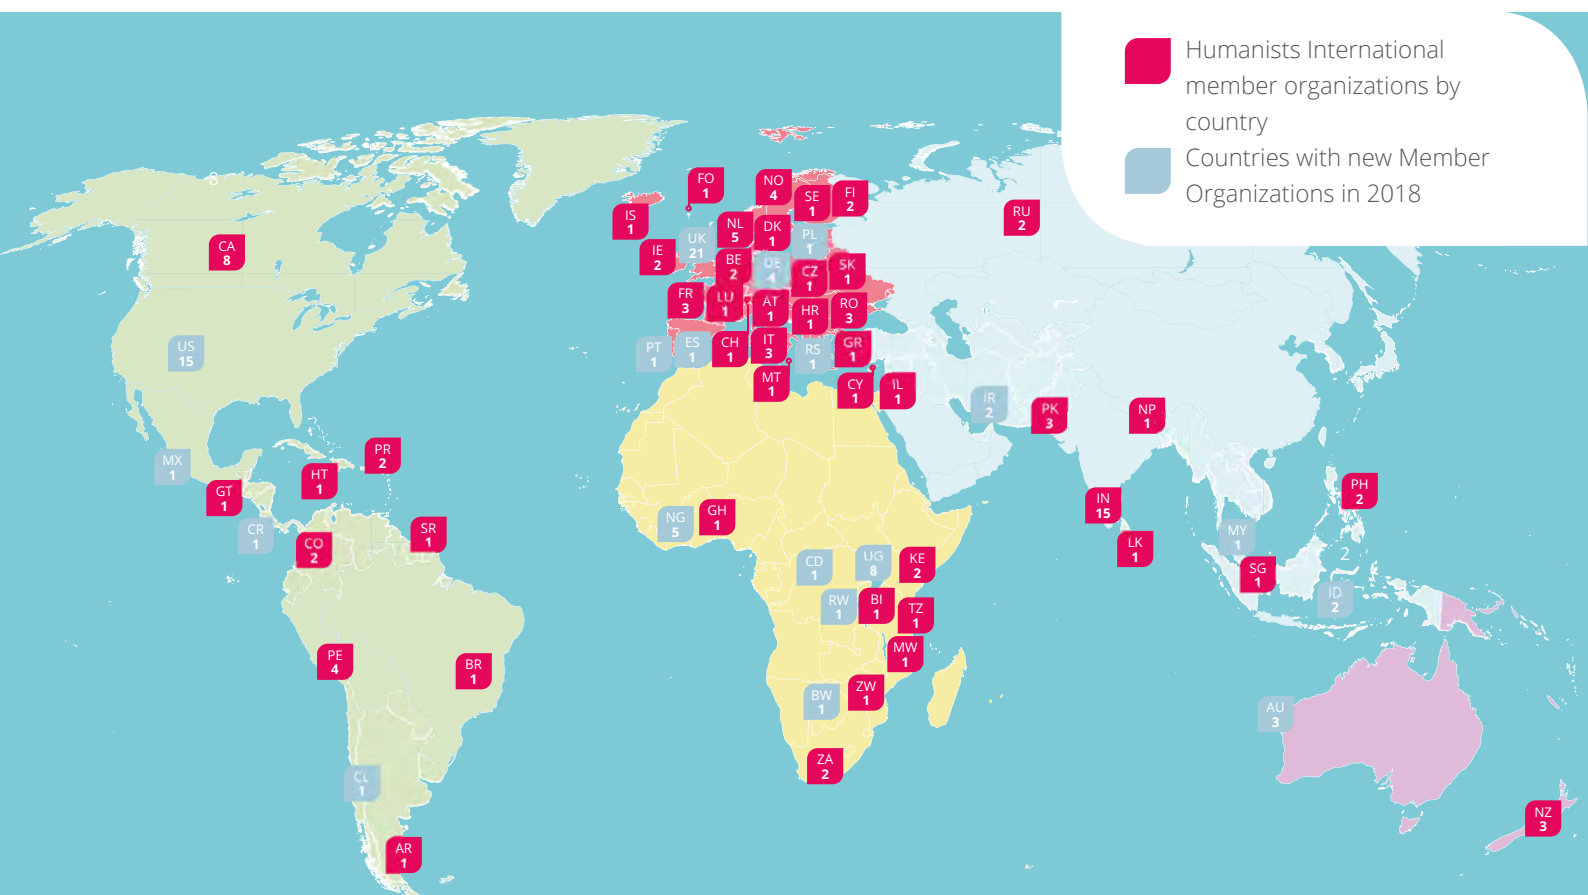 Humanists International
member organizations by
country
Countries with new Member
Organizations in 2018
8
FO
1
NO
4
SE
1
FI
2
IS
1
RU
2
NL
5
DK
1
PL
1
UK
21
IE
2
CA
8
BE
2
DE
4
CZ
1
SK
1
FR
3
LU
1
AT
1
HR
1
RO
3
US
15
PT
1
ES
1
CH
1
IT
3
RS
1
GR
1
MT
1
CY
1
IL
1
IR
2
PK
3
NP
1
MX
1
PR
2
HT
1
GT
1
CR
1
CO
2
SR
1
NG
5
GH
1
IN
15
LK
1
PH
2
MY
1
2
SG
1
ID
2
CD
1
UG
8
KE
2
RW
1
BI
1
TZ
1
MW
1
PE
4
BR
1
BW
1
ZW
1
AU
3
ZA
2
CL
1
NZ
3
AR
1